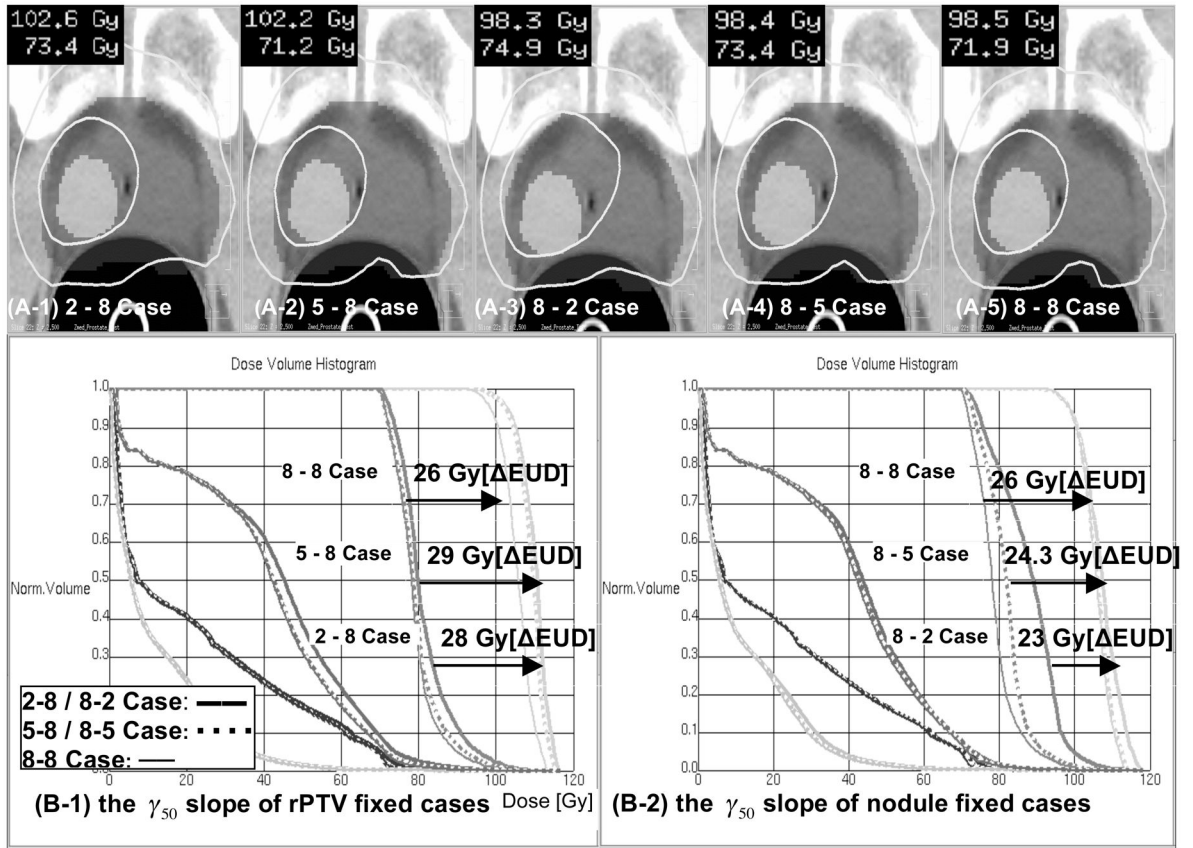 102.6 Gy
73.4 Gy
102.2 Gy
71.2 Gy
98.3 Gy
74.9 Gy
98.4 Gy
73.4 Gy
98.5 Gy
71.9 Gy
(A-1) 2 - 8 Case
(A-2) 5 - 8 Case
(A-3) 8 - 2 Case
(A-4) 8 - 5 Case
(A-5) 8 - 8 Case
Dose Volume Histogram
1.0
0.9
0.8
0.7
0.6
0.5
Norm.Volume
0.4
0.3
8 - 8 Case
26 Gy[ΔEUD]
5 - 8 Case
29 Gy[ΔEUD]
2 - 8 Case
28 Gy[ΔEUD]
2-8 / 8-2 Case:
5-8 / 8-5 Case:
8-8 Case:
20 40 60 80 100 120
(B-1) the γ50 slope of rPTV fixed cases
Dose [Gy]
Dose Volume Histogram
1.0
0.9
0.8
0.7
0.6
0.5
Norm.Volume
0.4
0.3
0.2
0.1
0.0
8 - 8 Case
26 Gy[ΔEUD]
8 - 5 Case
24.3 Gy[ΔEUD]
8 - 2 Case
23 Gy[ΔEUD]
0 20 40 60 80 100 120
(B-2) the γ50 slope of nodule fixed cases